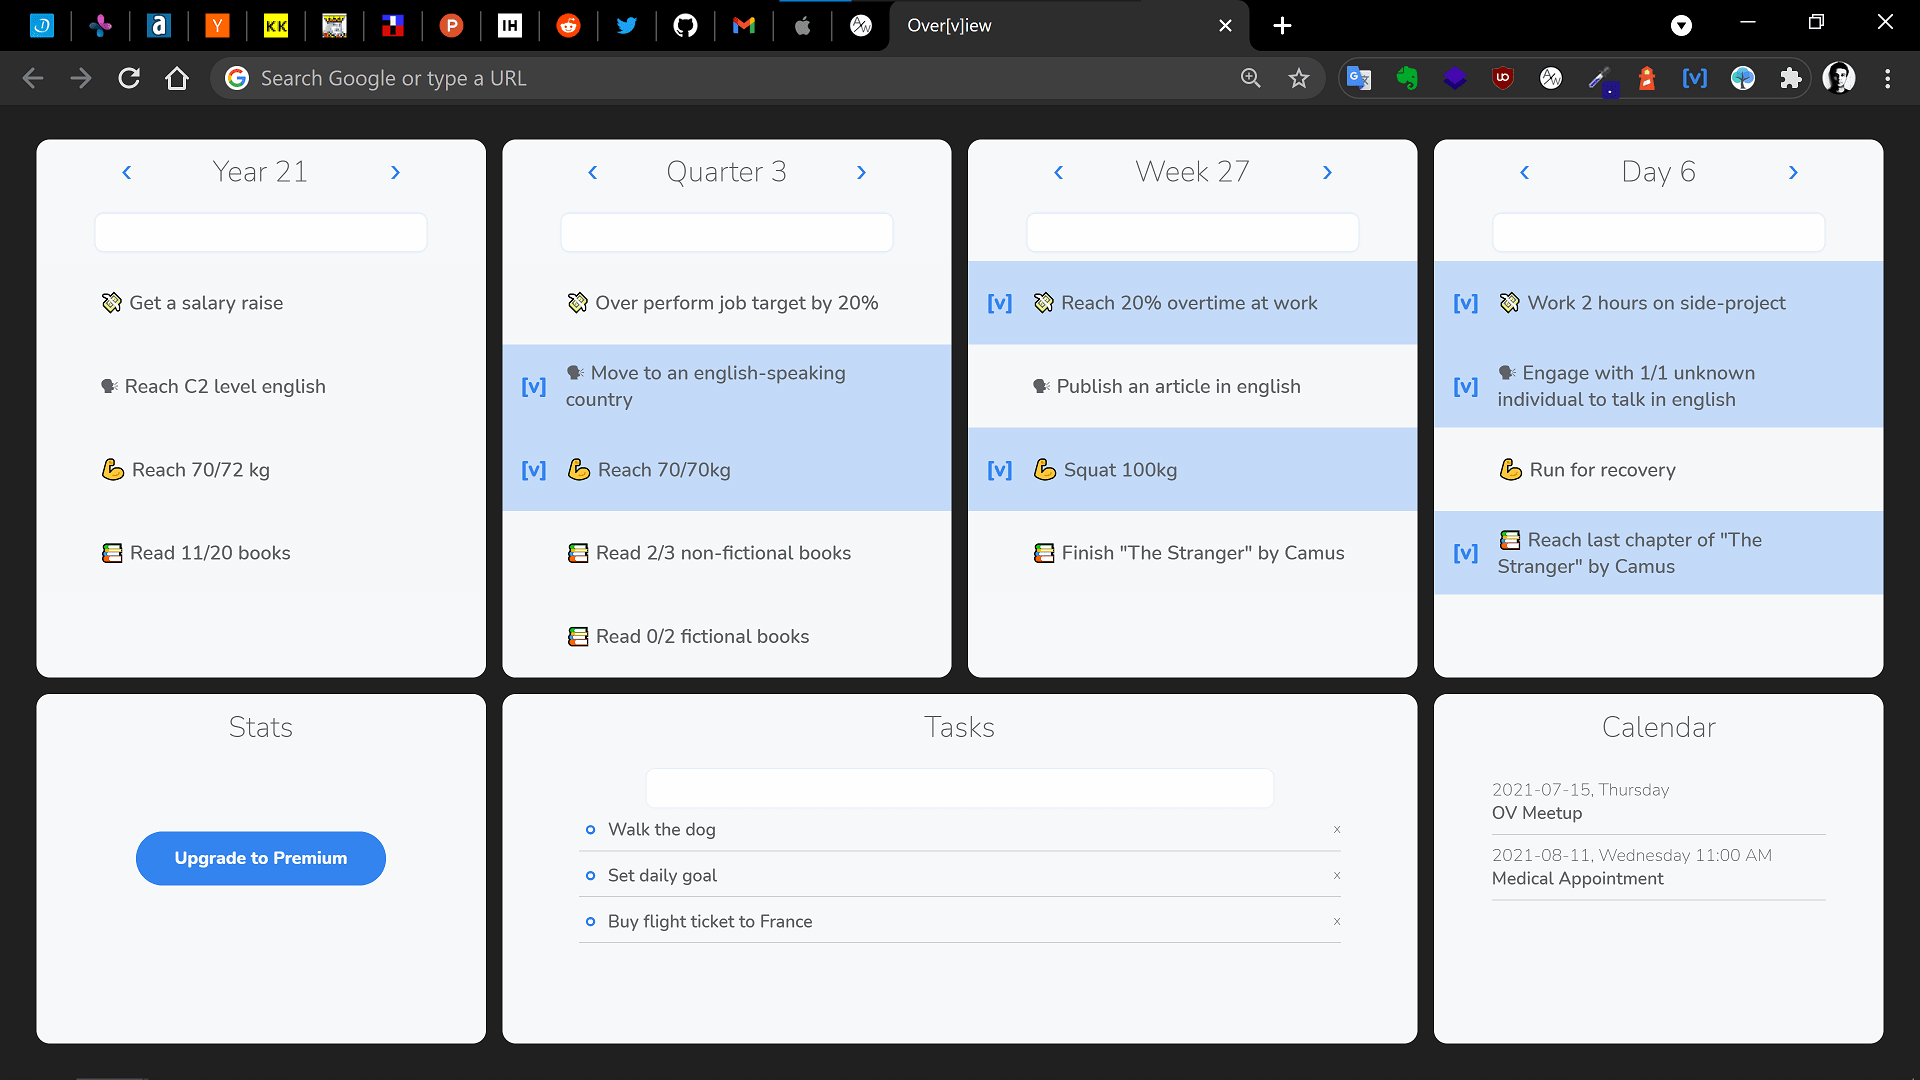 Over[v]iew
Search Google or type a URL
Year 21
Get a salary raise
Reach C2 level english
Reach 70/72 kg
Read 11/20 books
Quarter 3
Over perform job target by 20%
[v] Move to an english-speaking
country
[v] Reach 70/70kg
Read 2/3 non-fictional books
Read 0/2 fictional books
Week 27
[v] Reach 20% overtime at work
Publish an article in english
[v] Squat 100kg
Finish "The Stranger" by Camus
Day 6
[v] Work 2 hours on side-project
[v] Engage with 1/1 unknown
individual to talk in english
Run for recovery
[v] Reach last chapter of "The
Stranger" by Camus
Stats
Upgrade to Premium
Tasks
Walk the dog x
Set daily goal x
Buy flight ticket to France x
Calendar
2021-07-15, Thursday
OV Meetup
2021-08-11, Wednesday 11:00 AM
Medical Appointment